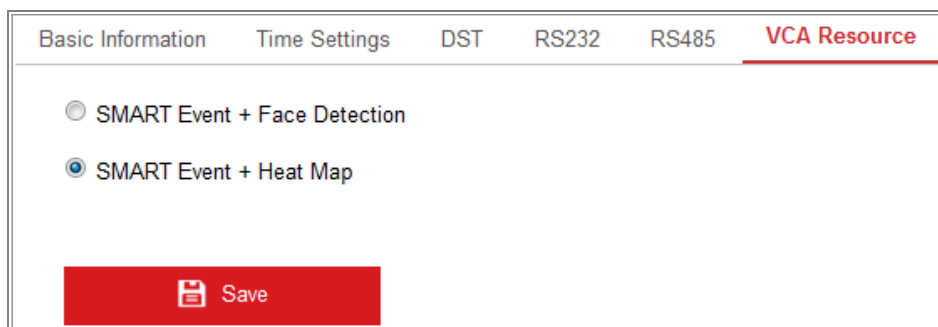 Basic Information Time Settings DST RS232 RS485 VCA Resource
SMART Event + Face Detection
SMART Event + Heat Map
Save